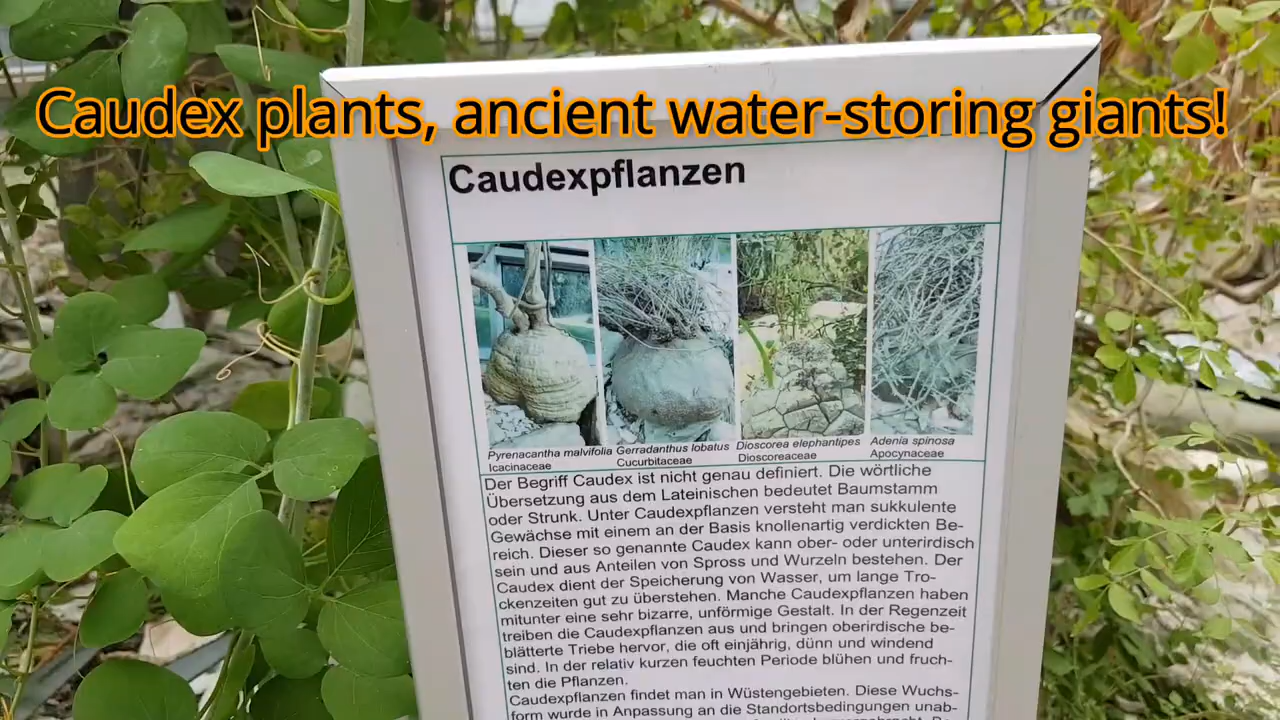 Caudex plants, ancient water-storing giants!
Caudexpflanzen
Pyrenacantha malvifolia Gerradanthus lobatus Dioscorea elephantipes Adenia spinosa
Icacinaceae Cucurbitaceae Dioscoreaceae Apocynaceae
Der Begriff Caudex ist nicht genau definiert. Die wörtliche
Übersetzung aus dem Lateinischen bedeutet Baumstamm
oder Strunk. Unter Caudexpflanzen versteht man sukkulente
Gewächse mit einem an der Basis knollenartig verdickten Be-
reich. Dieser so genannte Caudex kann ober- oder unterirdisch
sein und aus Anteilen von Spross und Wurzeln bestehen. Der
Caudex dient der Speicherung von Wasser, um lange Tro-
ckenzeiten gut zu überstehen. Manche Caudexpflanzen haben
mitunter eine sehr bizarre, unförmige Gestalt. In der Regenzeit
treiben die Caudexpflanzen aus und bringen oberirdische be-
blätterte Triebe hervor, die oft einjährig, dünn und windend
sind. In der relativ kurzen feuchten Periode blühen und fruch-
ten die Pflanzen.
Caudexpflanzen findet man in Wüstengebieten. Diese Wuchs-
form wurde in Anpassung an die Standortsbedingungen unab-